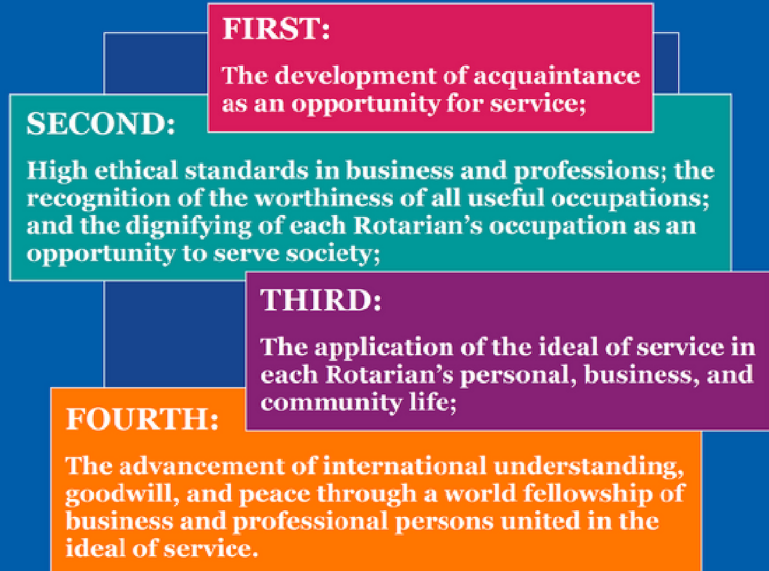 FIRST:
The development of acquaintance
as an opportunity for service;
SECOND:
High ethical standards in business and professions; the
recognition of the worthiness of all useful occupations;
and the dignifying of each Rotarian’s occupation as an
opportunity to serve society;
THIRD:
The application of the ideal of service in
each Rotarian’s personal, business, and
community life;
FOURTH:
The advancement of international understanding,
goodwill, and peace through a world fellowship of
business and professional persons united in the
ideal of service.